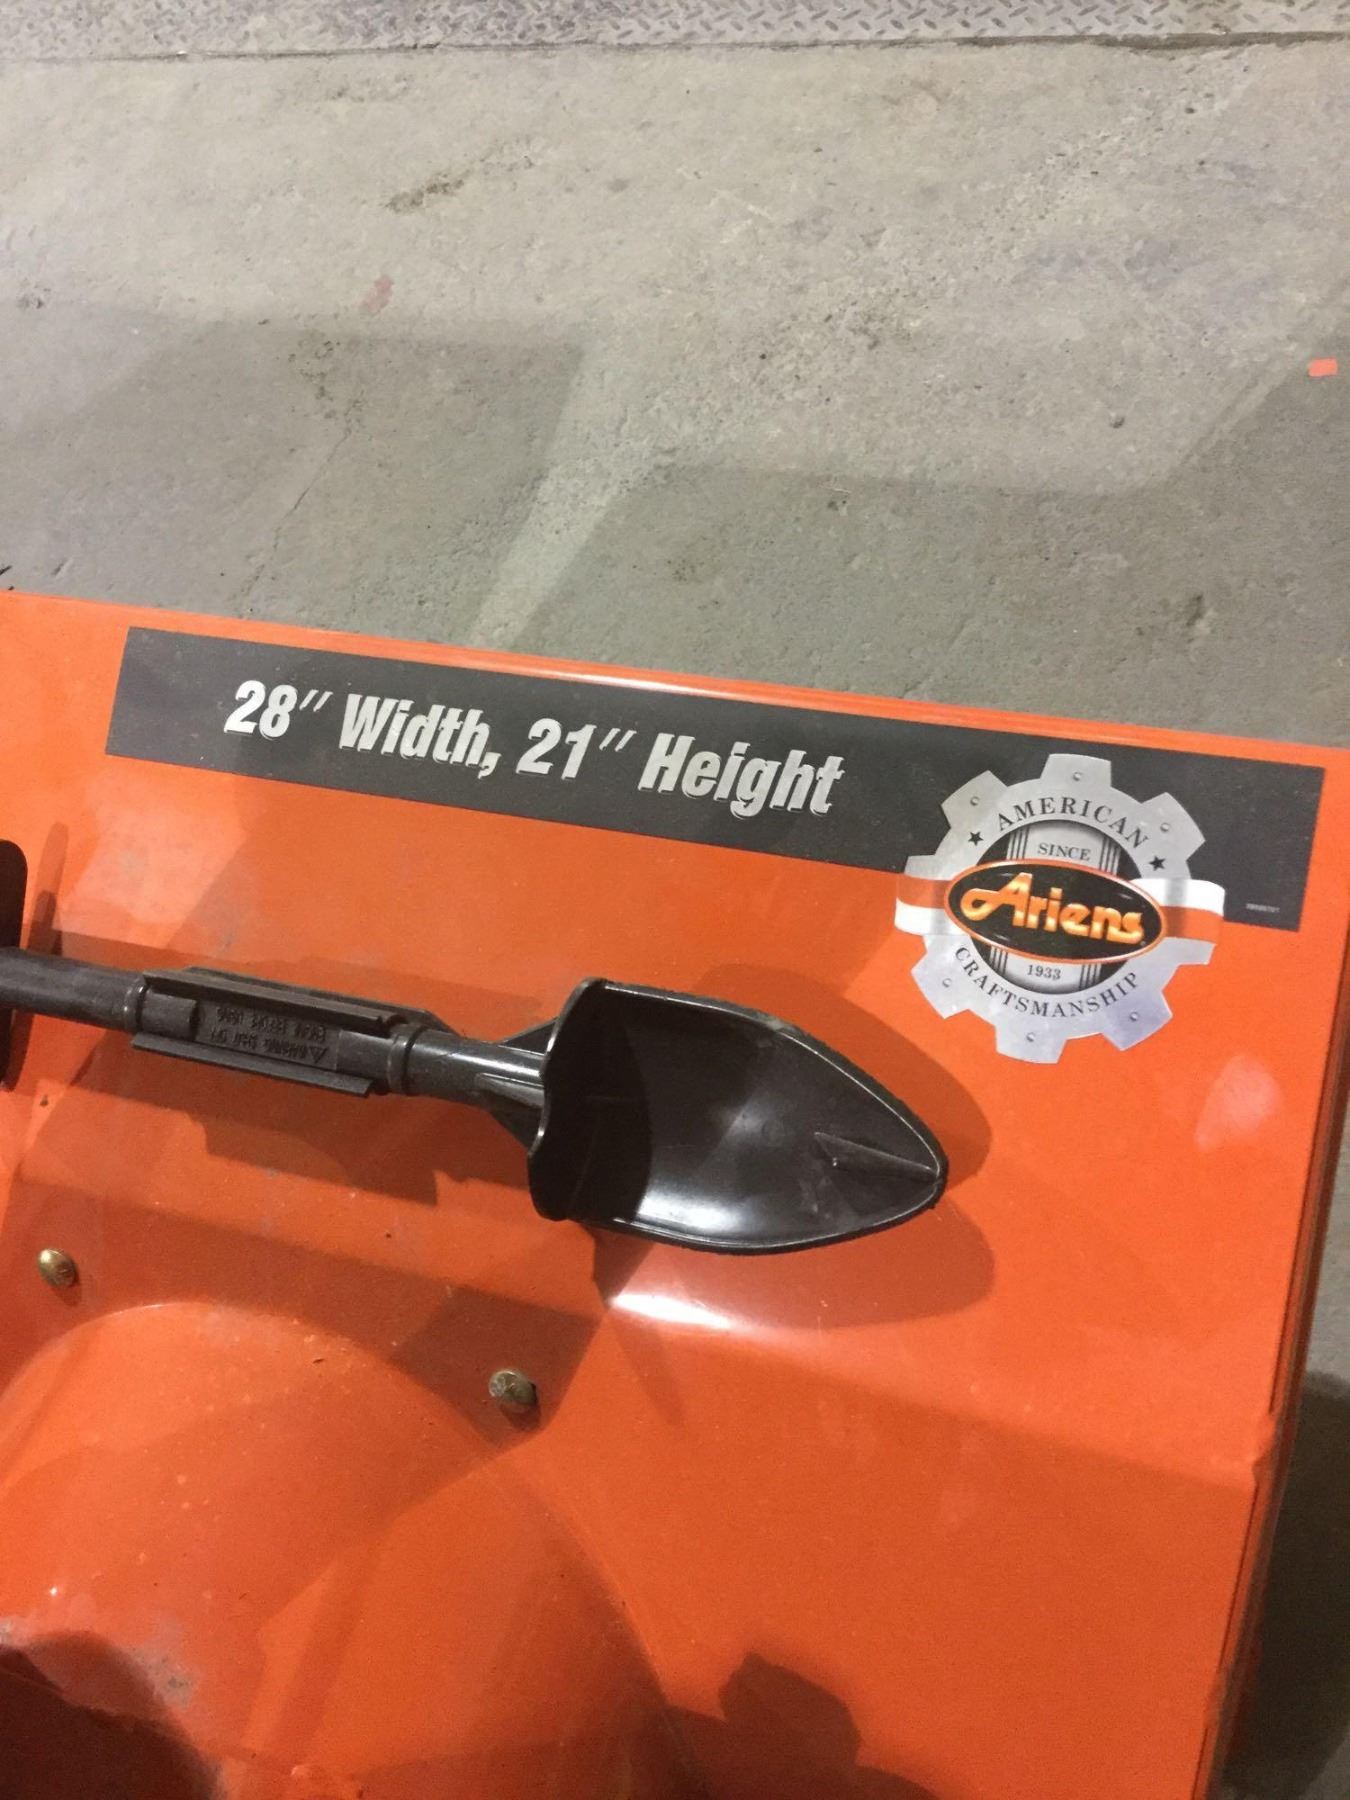 28" Width, 21" Height
AMERICAN
SINCE
Ariens
1933
CRAFTSMANSHIP